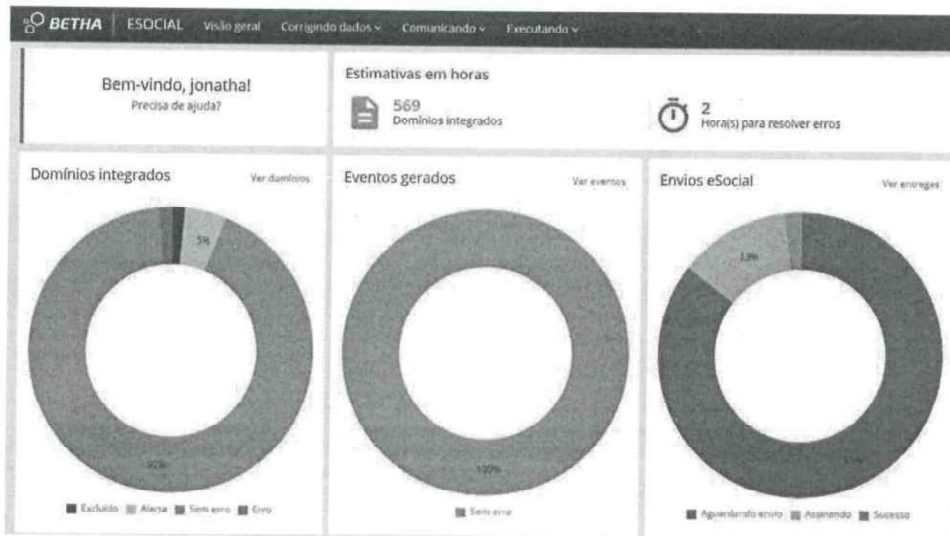 BETHA ESOCIAL Visão geral Corrigindo dados Comunicando Executando
Bem-vindo, jonatha!
Precisa de ajuda?
Estimativas em horas
569
Domínios integrados
2
Hora(s) para resolver erros
Domínios integrados Ver domínios
5%
92%
Excluído Alerta Sem erro Erro
Eventos gerados Ver eventos
100%
Sem erro
Envios eSocial Ver entregas
13%
Aguardando envio Assinando Sucesso